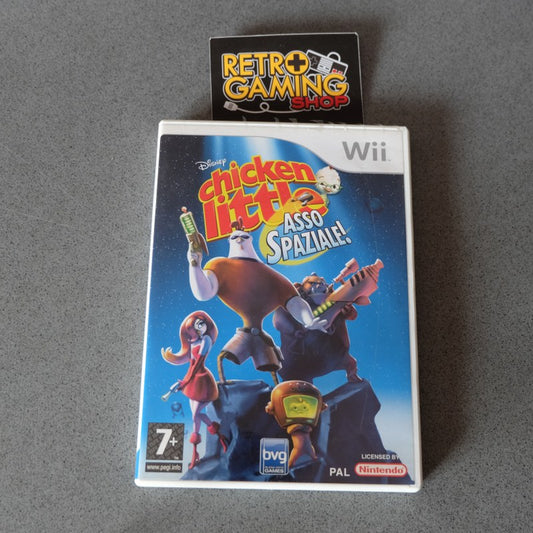 RETRO
GAMING
SHOP
Wii
Disney
chicken
little
ASSO
SPAZIALE!
7+
www.pegi.info
bvg
GAMES
PAL
LICENSED BY
Nintendo